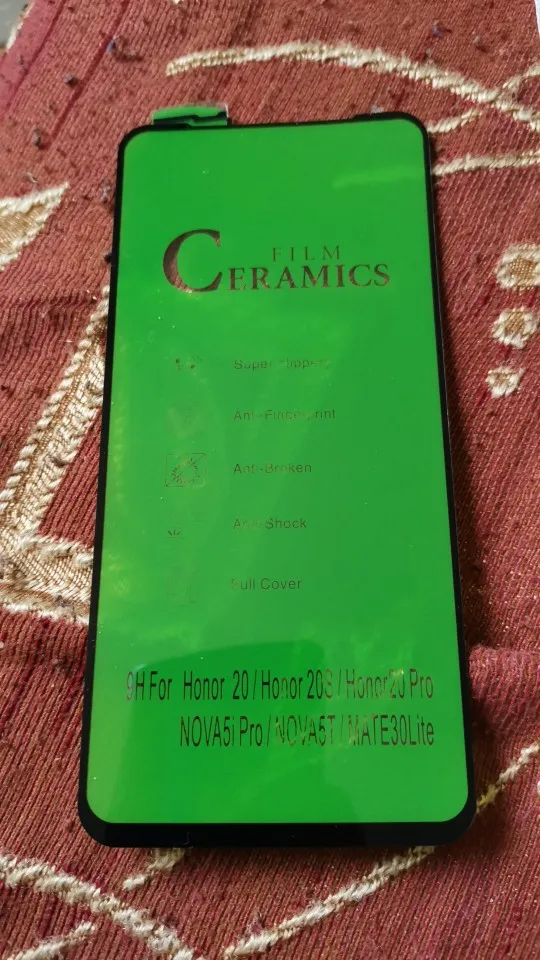 FILM
CERAMICS
Super
Anti-Fingerprint
Anti-Broken
Anti-Shock
Full Cover
9H For Honor 20 / Honor 20S / Honor20 Pro
NOVA5i Pro / NOVA5T / MATE30Lite